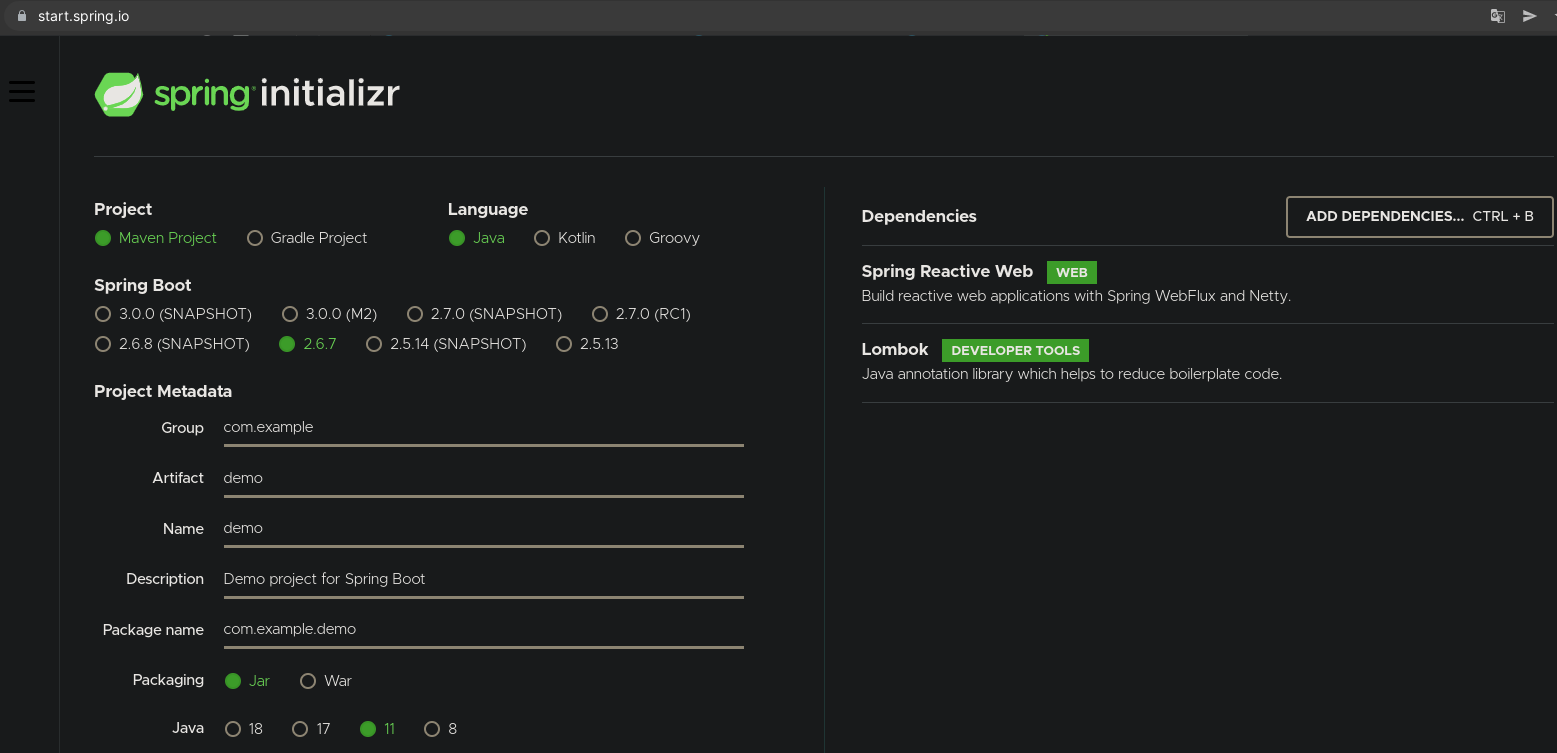 start.spring.io
spring initializr
Project
Maven Project Gradle Project
Language
Java Kotlin Groovy
Spring Boot
3.0.0 (SNAPSHOT) 3.0.0 (M2) 2.7.0 (SNAPSHOT) 2.7.0 (RC1)
2.6.8 (SNAPSHOT) 2.6.7 2.5.14 (SNAPSHOT) 2.5.13
Project Metadata
Group com.example
Artifact demo
Name demo
Description Demo project for Spring Boot
Package name com.example.demo
Packaging Jar War
Java 18 17 11 8
Dependencies ADD DEPENDENCIES... CTRL + B
Spring Reactive Web WEB
Build reactive web applications with Spring WebFlux and Netty.
Lombok DEVELOPER TOOLS
Java annotation library which helps to reduce boilerplate code.